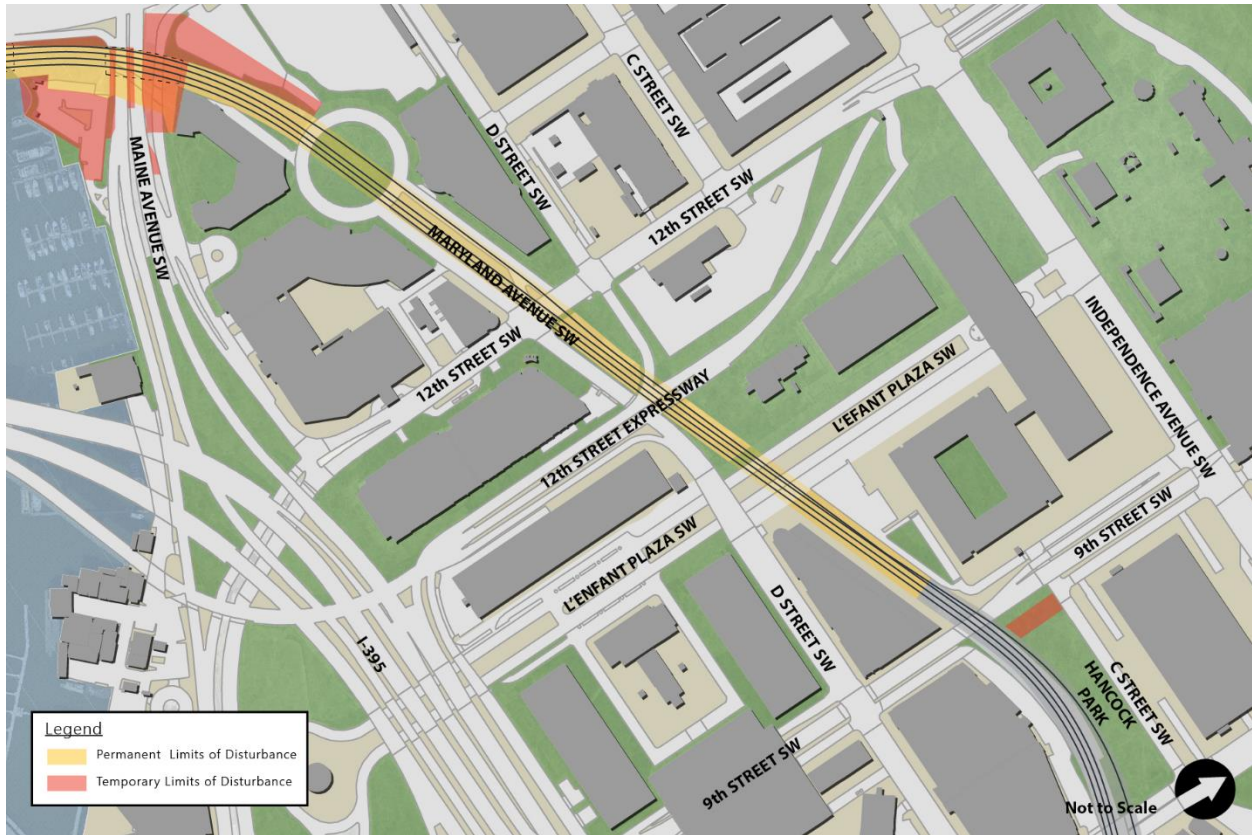 C STREET SW
D STREET SW
12th STREET SW
MAINE AVENUE SW
MARYLAND AVENUE SW
INDEPENDENCE AVENUE SW
12th STREET SW
12th STREET EXPRESSWAY
L'EFANT PLAZA SW
9th STREET SW
L'ENFANT PLAZA SW
D STREET SW
I-395
HANCOCK
PARK
C STREET SW
9th STREET SW
Legend
Permanent Limits of Disturbance
Temporary Limits of Disturbance
Not to Scale